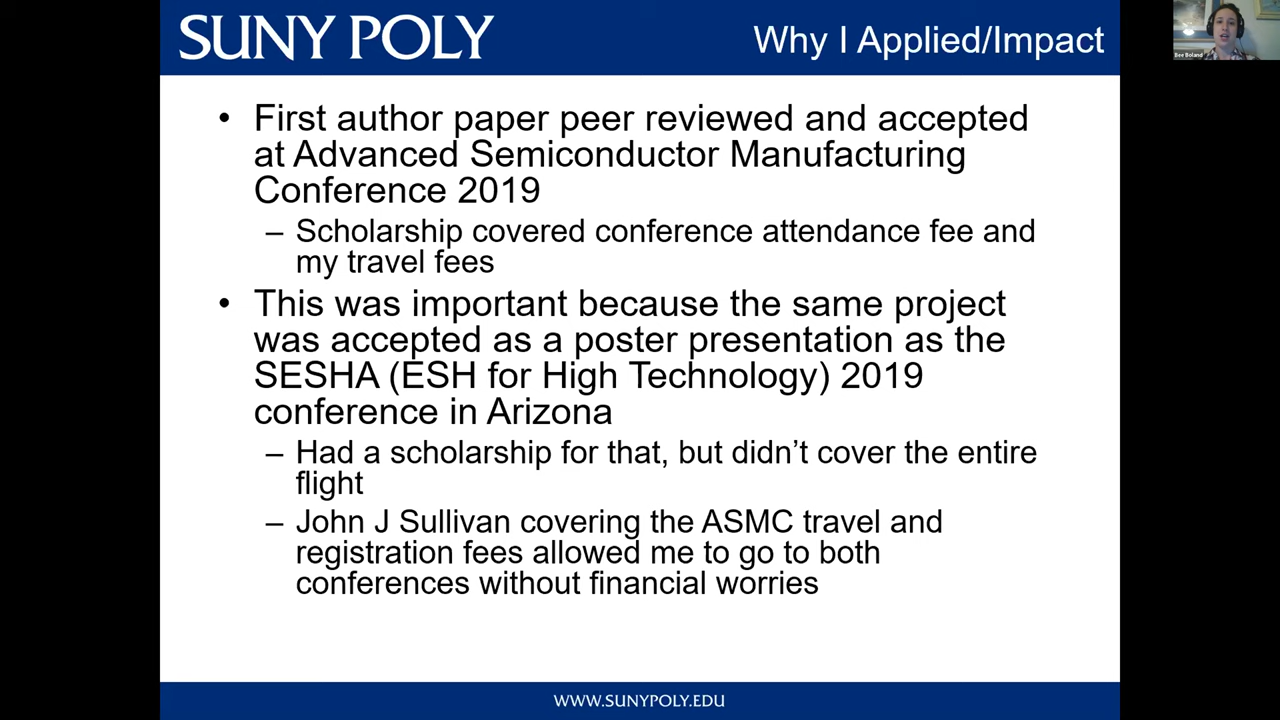 SUNY POLY
Why I Applied/Impact
Bee Boland
• First author paper peer reviewed and accepted
at Advanced Semiconductor Manufacturing
Conference 2019
– Scholarship covered conference attendance fee and
my travel fees
• This was important because the same project
was accepted as a poster presentation as the
SESHA (ESH for High Technology) 2019
conference in Arizona
– Had a scholarship for that, but didn’t cover the entire
flight
– John J Sullivan covering the ASMC travel and
registration fees allowed me to go to both
conferences without financial worries
WWW.SUNYPOLY.EDU